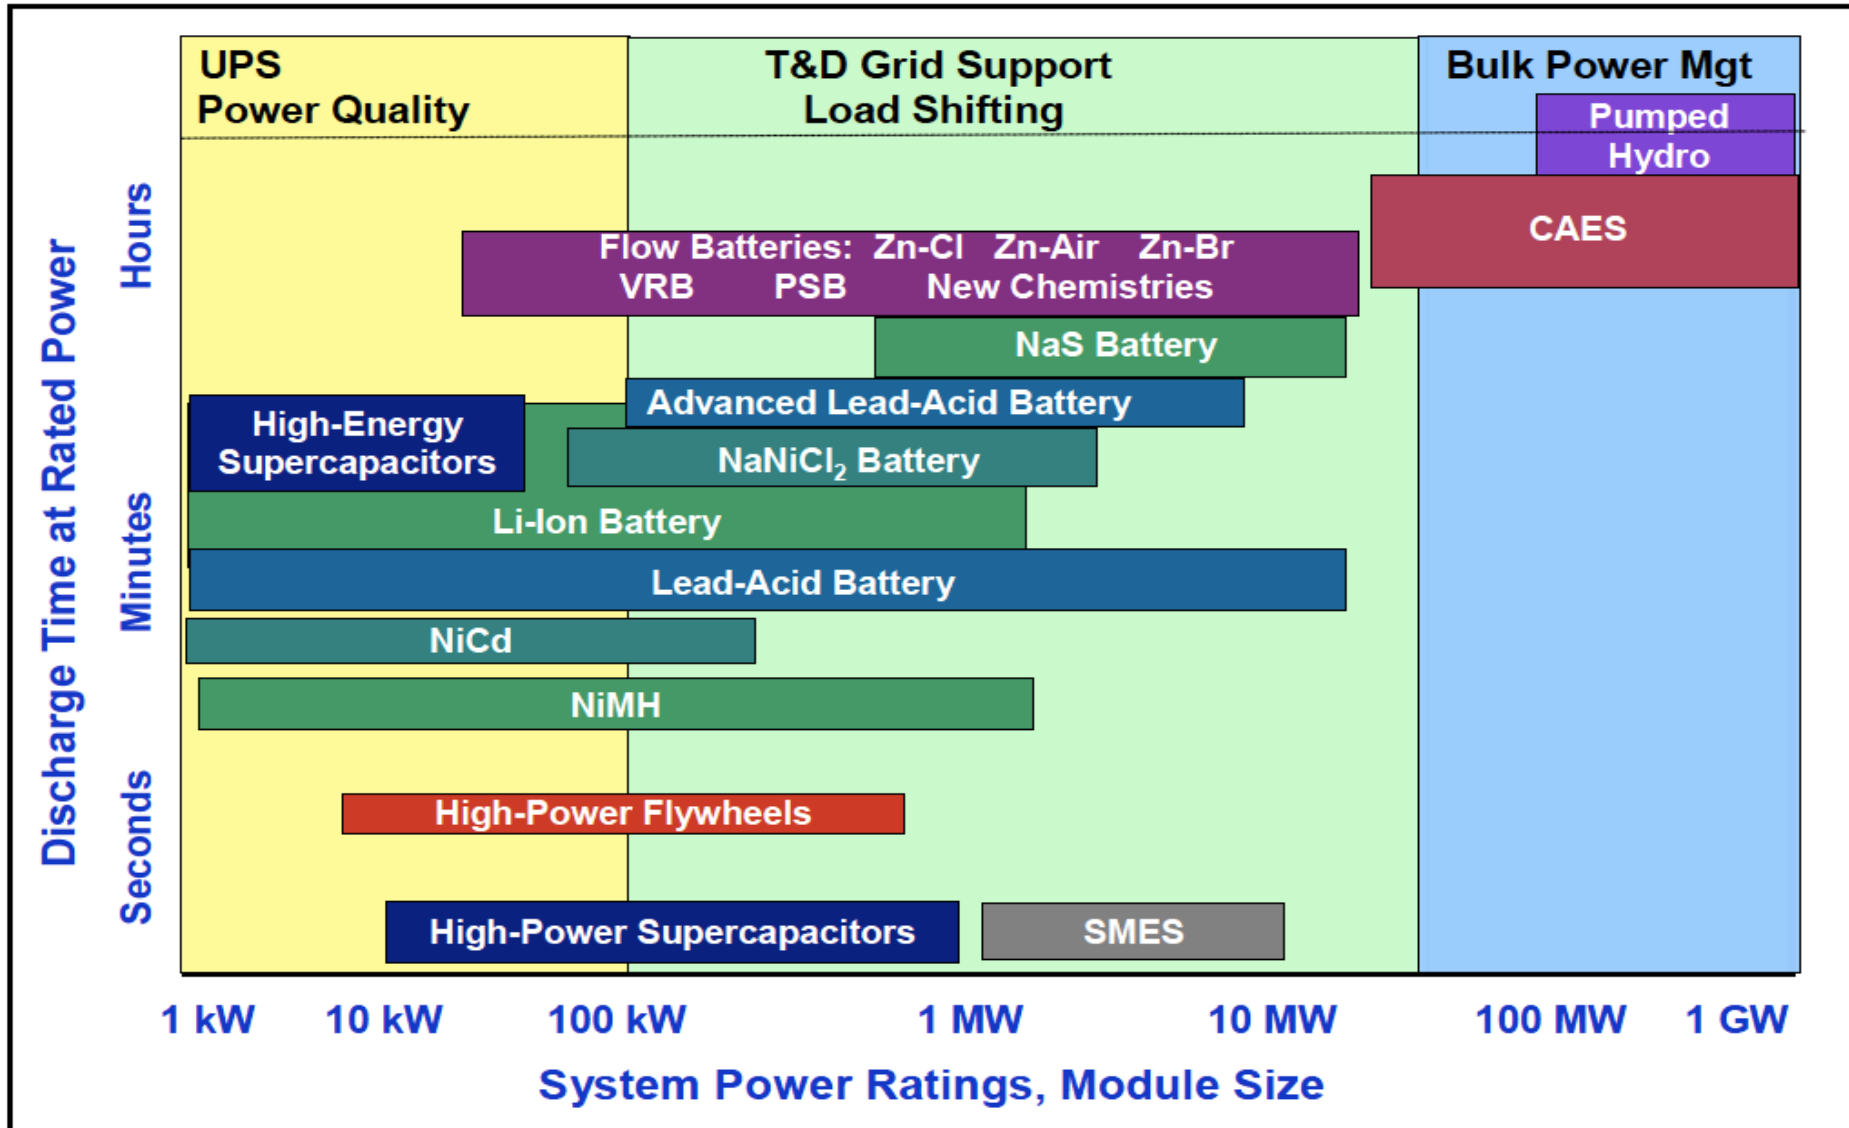 UPS
Power Quality
T&D Grid Support
Load Shifting
Bulk Power Mgt
Pumped
Hydro
CAES
Flow Batteries: Zn-Cl Zn-Air Zn-Br
VRB PSB New Chemistries
NaS Battery
Advanced Lead-Acid Battery
High-Energy
Supercapacitors
NaNiCl₂ Battery
Li-Ion Battery
Lead-Acid Battery
NiCd
NiMH
High-Power Flywheels
High-Power Supercapacitors
SMES
Discharge Time at Rated Power
Hours
Minutes
Seconds
1 kW 10 kW 100 kW 1 MW 10 MW 100 MW 1 GW
System Power Ratings, Module Size